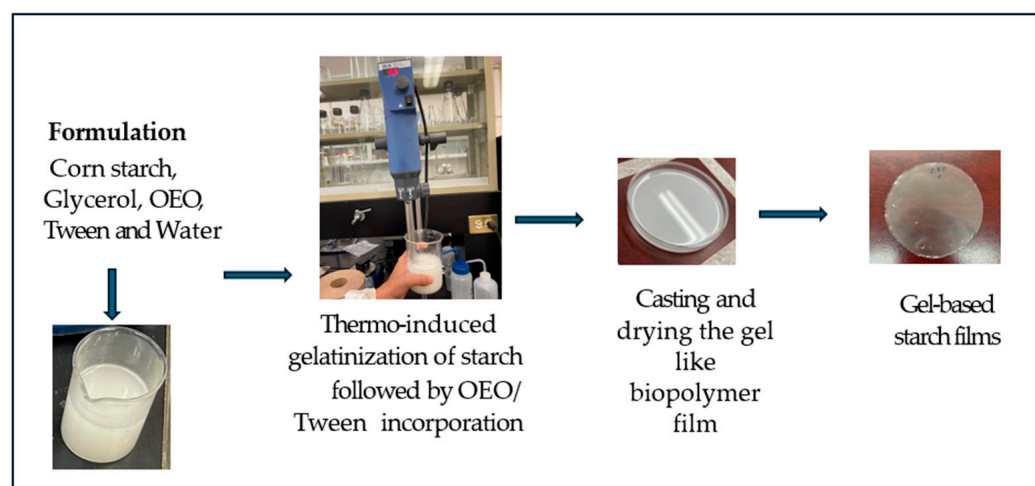 Formulation
Corn starch,
Glycerol, OEO,
Tween and Water
Thermo-induced
gelatinization of starch
followed by OEO/
Tween incorporation
Casting and
drying the gel
like
biopolymer
film
Gel-based
starch films